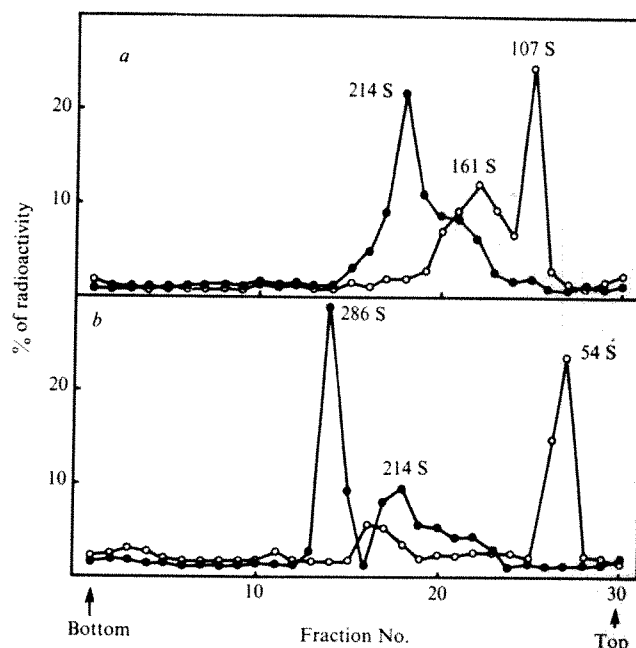 a
107 S
214 S
20
161 S
10
% of radioactivity
b
286 S
54 S
20
214 S
10
10 20 30
Bottom Fraction No. Top